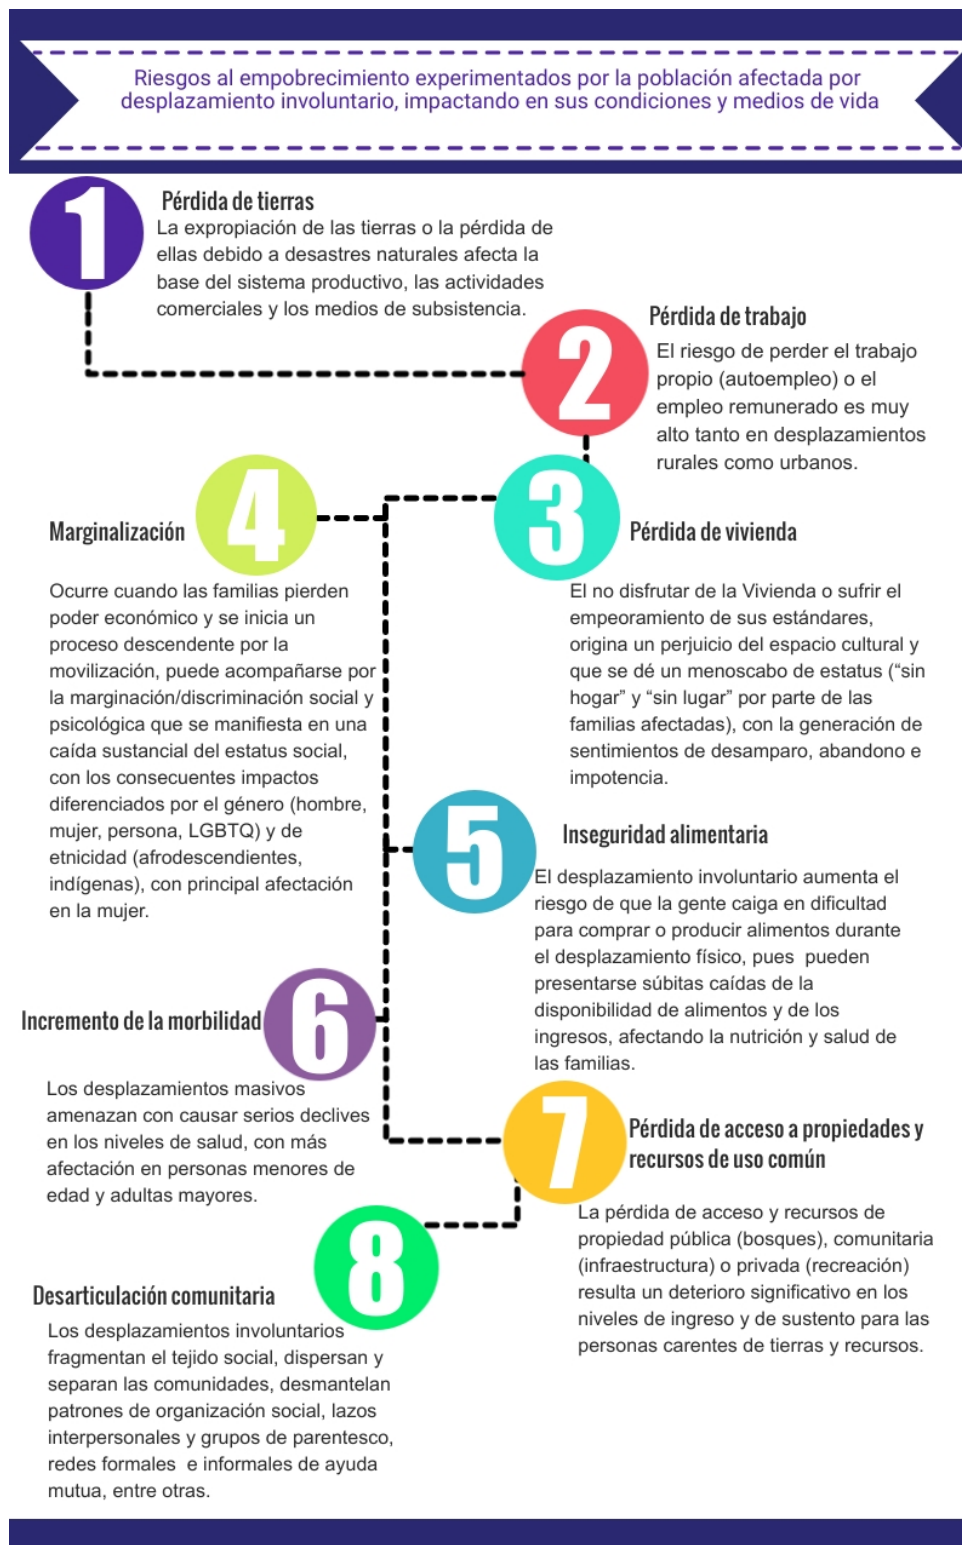 Riesgos al empobrecimiento experimentados por la población afectada por
desplazamiento involuntario, impactando en sus condiciones y medios de vida
1
Pérdida de tierras
La expropiación de las tierras o la pérdida de
ellas debido a desastres naturales afecta la
base del sistema productivo, las actividades
comerciales y los medios de subsistencia.
2
Pérdida de trabajo
El riesgo de perder el trabajo
propio (autoempleo) o el
empleo remunerado es muy
alto tanto en desplazamientos
rurales como urbanos.
3
Pérdida de vivienda
El no disfrutar de la Vivienda o sufrir el
empeoramiento de sus estándares,
origina un perjuicio del espacio cultural y
que se dé un menoscabo de estatus (“sin
hogar” y “sin lugar” por parte de las
familias afectadas), con la generación de
sentimientos de desamparo, abandono e
impotencia.
4
Marginalización
Ocurre cuando las familias pierden
poder económico y se inicia un
proceso descendente por la
movilización, puede acompañarse por
la marginación/discriminación social y
psicológica que se manifiesta en una
caída sustancial del estatus social,
con los consecuentes impactos
diferenciados por el género (hombre,
mujer, persona, LGBTQ) y de
etnicidad (afrodescendientes,
indígenas), con principal afectación
en la mujer.
5
Inseguridad alimentaria
El desplazamiento involuntario aumenta el
riesgo de que la gente caiga en dificultad
para comprar o producir alimentos durante
el desplazamiento físico, pues pueden
presentarse súbitas caídas de la
disponibilidad de alimentos y de los
ingresos, afectando la nutrición y salud de
las familias.
6
Incremento de la morbilidad
Los desplazamientos masivos
amenazan con causar serios declives
en los niveles de salud, con más
afectación en personas menores de
edad y adultas mayores.
7
Pérdida de acceso a propiedades y
recursos de uso común
La pérdida de acceso y recursos de
propiedad pública (bosques), comunitaria
(infraestructura) o privada (recreación)
resulta un deterioro significativo en los
niveles de ingreso y de sustento para las
personas carentes de tierras y recursos.
8
Desarticulación comunitaria
Los desplazamientos involuntarios
fragmentan el tejido social, dispersan y
separan las comunidades, desmantelan
patrones de organización social, lazos
interpersonales y grupos de parentesco,
redes formales e informales de ayuda
mutua, entre otras.